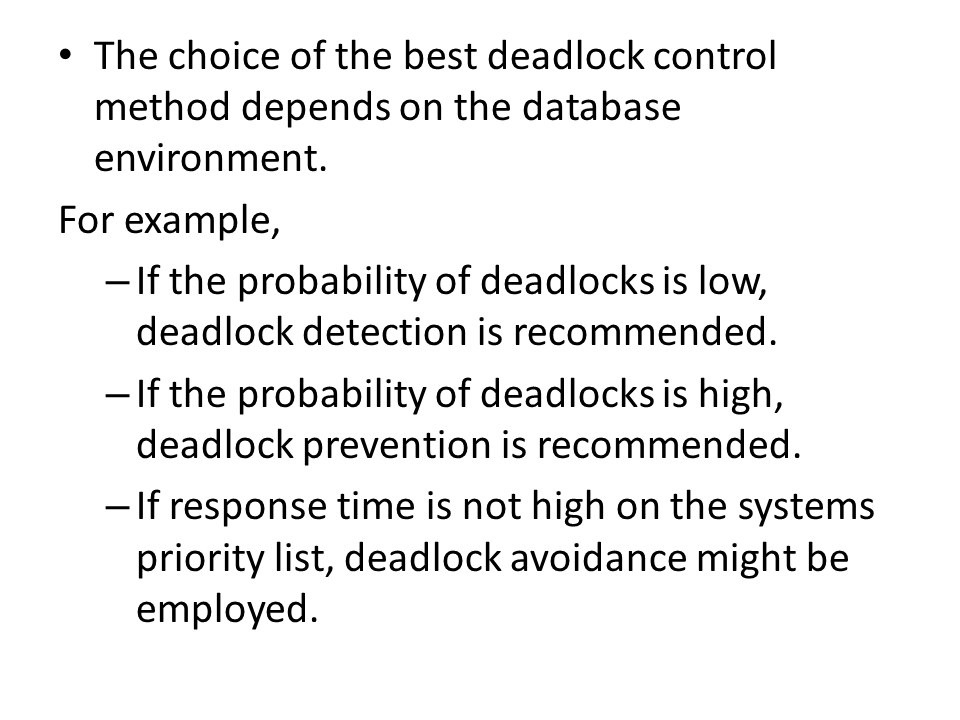 • The choice of the best deadlock control
method depends on the database
environment.
For example,
– If the probability of deadlocks is low,
deadlock detection is recommended.
– If the probability of deadlocks is high,
deadlock prevention is recommended.
– If response time is not high on the systems
priority list, deadlock avoidance might be
employed.